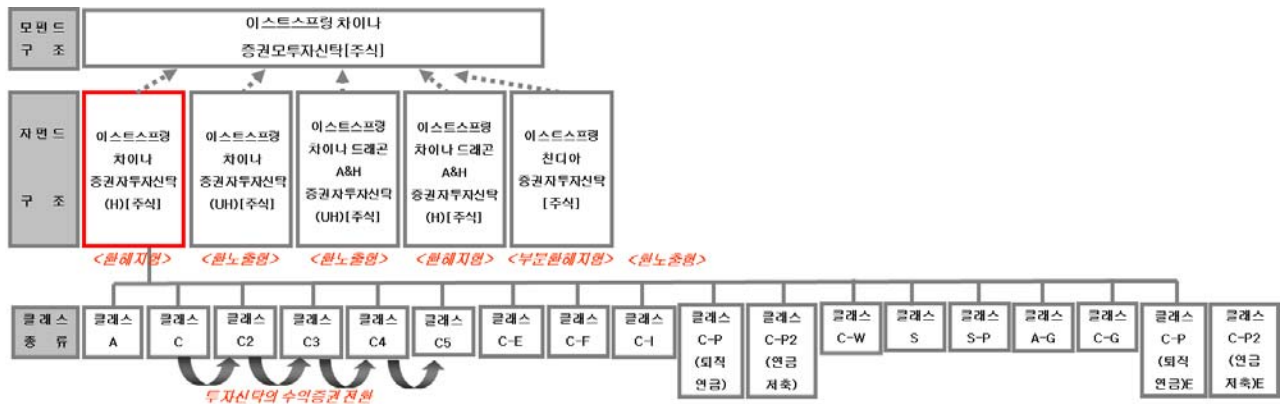 모펀드
구 조
이스트스프링 차이나
증권모투자신탁[주식]
자펀드
구 조
이스트스프링
차이나
증권자투자신탁
(H)[주식]
이스트스프링
차이나
증권자투자신탁
(UH)[주식]
이스트스프링
차이나 드래곤
A&H
증권자투자신탁
(UH)[주식]
이스트스프링
차이나 드래곤
A&H
증권자투자신탁
(H)[주식]
이스트스프링
친디아
증권자투자신탁
[주식]
<환헤지형>
<환노출형>
<환노출형>
<환헤지형>
<부분환헤지형>
<환노출형>
클래스
종 류
클래스
A
클래스
C
클래스
C2
클래스
C3
클래스
C4
클래스
C5
클래스
C-E
클래스
C-F
클래스
C-I
클래스
C-P
(퇴직
연금)
클래스
C-P2
(연금
저축)
클래스
C-W
클래스
S
클래스
S-P
클래스
A-G
클래스
C-G
클래스
C-P
(퇴직
연금)E
클래스
C-P2
(연금
저축)E
투자신탁의 수익증권 전환